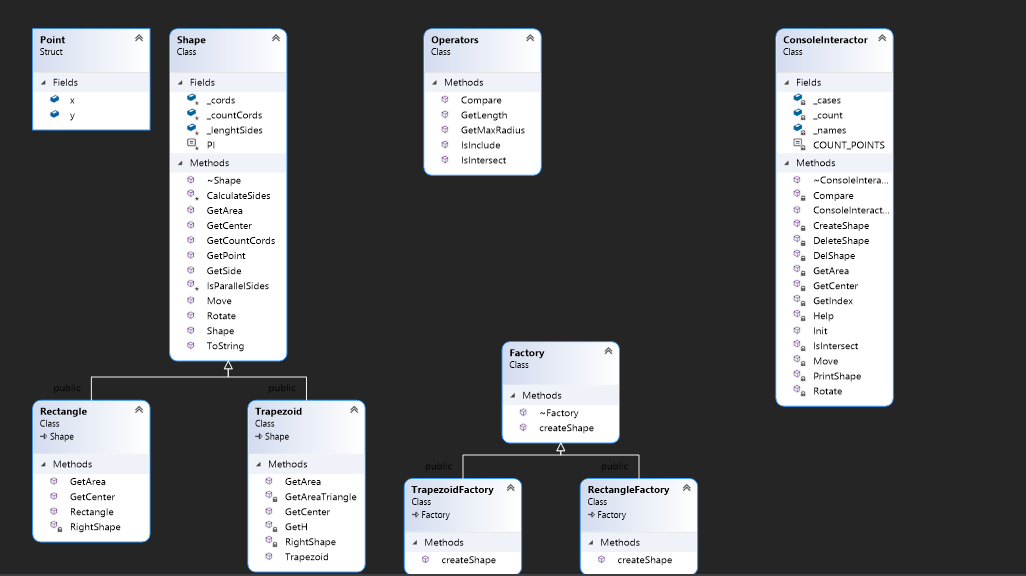 Point
Struct
Fields
x
y
Shape
Class
Fields
_cords
_countCords
_lenghtSides
PI
Methods
~Shape
CalculateSides
GetArea
GetCenter
GetCountCords
GetPoint
GetSide
IsParallelSides
Move
Rotate
Shape
ToString
Operators
Class
Methods
Compare
GetLength
GetMaxRadius
IsInclude
IsIntersect
ConsoleInteractor
Class
Fields
_cases
_count
_names
COUNT_POINTS
Methods
~ConsoleIntera...
Compare
ConsoleInteract...
CreateShape
DeleteShape
DelShape
GetArea
GetCenter
GetIndex
Help
Init
IsIntersect
Move
PrintShape
Rotate
public
public
Rectangle
Class
Shape
Methods
GetArea
GetCenter
Rectangle
RightShape
Trapezoid
Class
Shape
Methods
GetArea
GetAreaTriangle
GetCenter
GetH
RightShape
Trapezoid
Factory
Class
Methods
~Factory
createShape
public
public
TrapezoidFactory
Class
Factory
Methods
createShape
RectangleFactory
Class
Factory
Methods
createShape